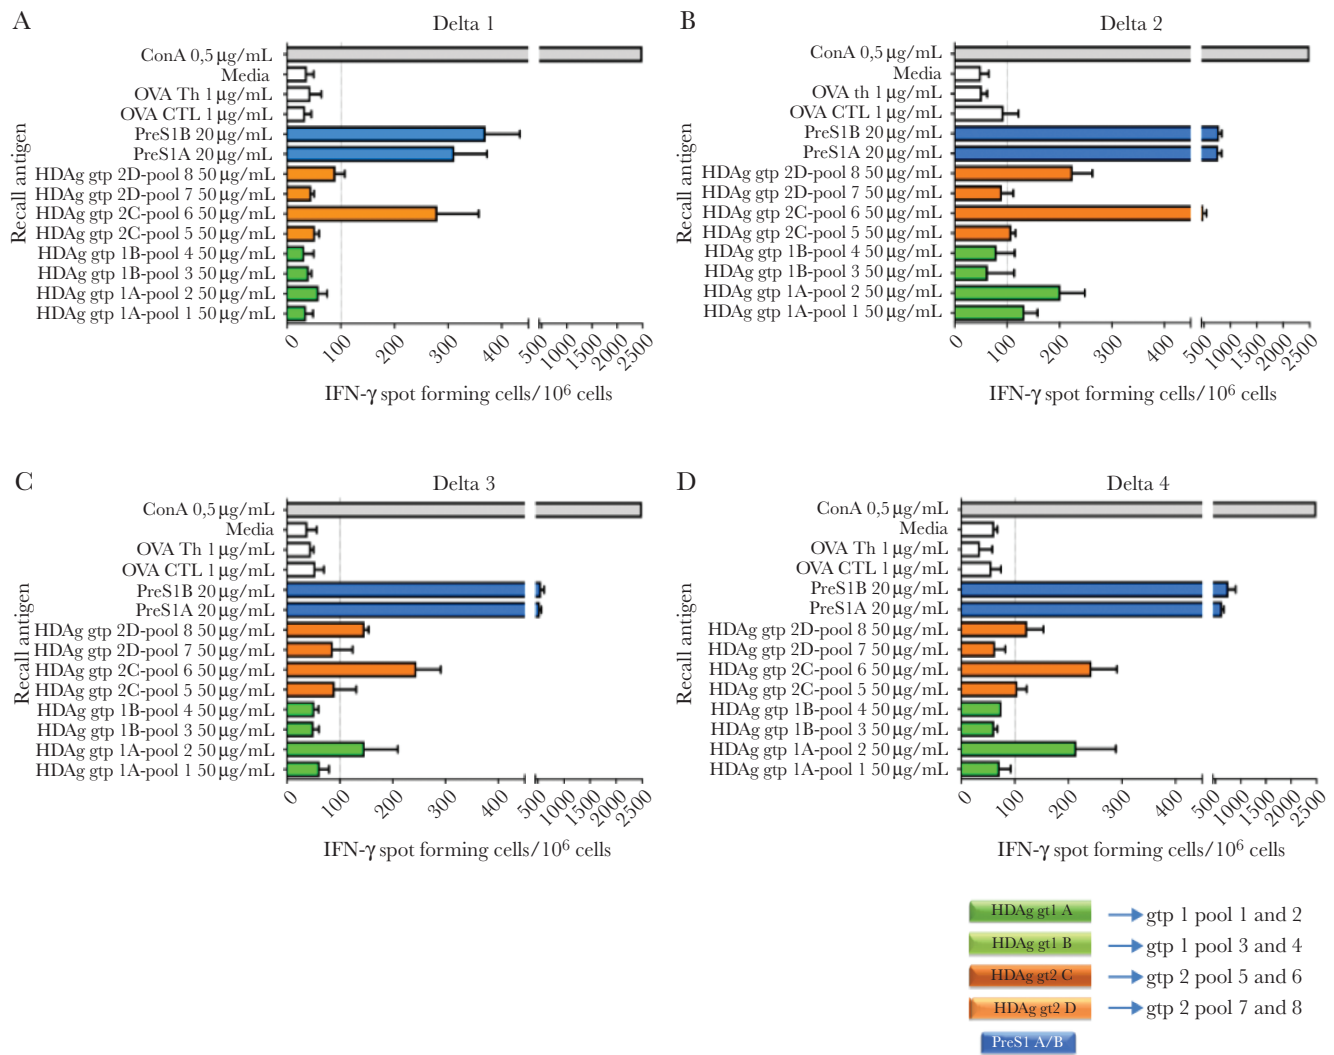 A
Delta 1
Recall antigen
ConA 0,5 µg/mL
Media
OVA Th 1 µg/mL
OVA CTL 1 µg/mL
PreS1B 20 µg/mL
PreS1A 20 µg/mL
HDAg gtp 2D-pool 8 50 µg/mL
HDAg gtp 2D-pool 7 50 µg/mL
HDAg gtp 2C-pool 6 50 µg/mL
HDAg gtp 2C-pool 5 50 µg/mL
HDAg gtp 1B-pool 4 50 µg/mL
HDAg gtp 1B-pool 3 50 µg/mL
HDAg gtp 1A-pool 2 50 µg/mL
HDAg gtp 1A-pool 1 50 µg/mL
0 100 200 300 400 500 1000 1500 2000 2500
IFN-γ spot forming cells/10⁶ cells
B
Delta 2
Recall antigen
ConA 0,5 µg/mL
Media
OVA th 1 µg/mL
OVA CTL 1 µg/mL
PreS1B 20 µg/mL
PreS1A 20 µg/mL
HDAg gtp 2D-pool 8 50 µg/mL
HDAg gtp 2D-pool 7 50 µg/mL
HDAg gtp 2C-pool 6 50 µg/mL
HDAg gtp 2C-pool 5 50 µg/mL
HDAg gtp 1B-pool 4 50 µg/mL
HDAg gtp 1B-pool 3 50 µg/mL
HDAg gtp 1A-pool 2 50 µg/mL
HDAg gtp 1A-pool 1 50 µg/mL
0 100 200 300 400 500 1000 1500 2000 2500
IFN-γ spot forming cells/10⁶ cells
C
Delta 3
Recall antigen
ConA 0,5 µg/mL
Media
OVA Th 1 µg/mL
OVA CTL 1 µg/mL
PreS1B 20 µg/mL
PreS1A 20 µg/mL
HDAg gtp 2D-pool 8 50 µg/mL
HDAg gtp 2D-pool 7 50 µg/mL
HDAg gtp 2C-pool 6 50 µg/mL
HDAg gtp 2C-pool 5 50 µg/mL
HDAg gtp 1B-pool 4 50 µg/mL
HDAg gtp 1B-pool 3 50 µg/mL
HDAg gtp 1A-pool 2 50 µg/mL
HDAg gtp 1A-pool 1 50 µg/mL
0 100 200 300 400 500 1000 1500 2000 2500
IFN-γ spot forming cells/10⁶ cells
D
Delta 4
Recall antigen
ConA 0,5 µg/mL
Media
OVA Th 1 µg/mL
OVA CTL 1 µg/mL
PreS1B 20 µg/mL
PreS1A 20 µg/mL
HDAg gtp 2D-pool 8 50 µg/mL
HDAg gtp 2D-pool 7 50 µg/mL
HDAg gtp 2C-pool 6 50 µg/mL
HDAg gtp 2C-pool 5 50 µg/mL
HDAg gtp 1B-pool 4 50 µg/mL
HDAg gtp 1B-pool 3 50 µg/mL
HDAg gtp 1A-pool 2 50 µg/mL
HDAg gtp 1A-pool 1 50 µg/mL
0 100 200 300 400 500 1000 1500 2000 2500
IFN-γ spot forming cells/10⁶ cells
HDAg gt1 A → gtp 1 pool 1 and 2
HDAg gt1 B → gtp 1 pool 3 and 4
HDAg gt2 C → gtp 2 pool 5 and 6
HDAg gt2 D → gtp 2 pool 7 and 8
PreS1 A/B